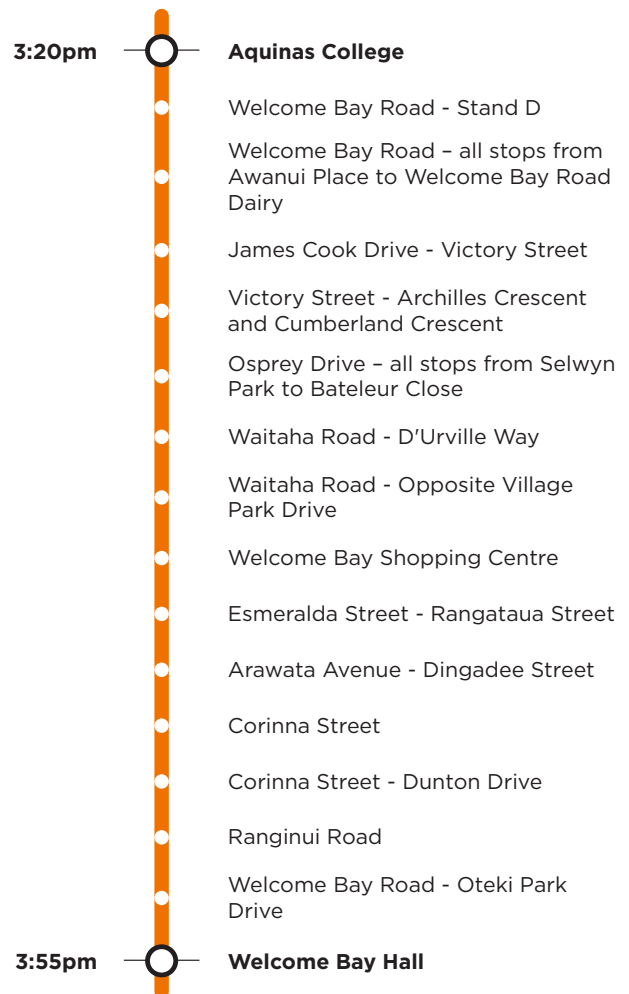 3:20pm Aquinas College
Welcome Bay Road - Stand D
Welcome Bay Road – all stops from
Awanui Place to Welcome Bay Road
Dairy
James Cook Drive - Victory Street
Victory Street - Archilles Crescent
and Cumberland Crescent
Osprey Drive – all stops from Selwyn
Park to Bateleur Close
Waitaha Road - D'Urville Way
Waitaha Road - Opposite Village
Park Drive
Welcome Bay Shopping Centre
Esmeralda Street - Rangataua Street
Arawata Avenue - Dingadee Street
Corinna Street
Corinna Street - Dunton Drive
Ranginui Road
Welcome Bay Road - Oteki Park
Drive
3:55pm Welcome Bay Hall